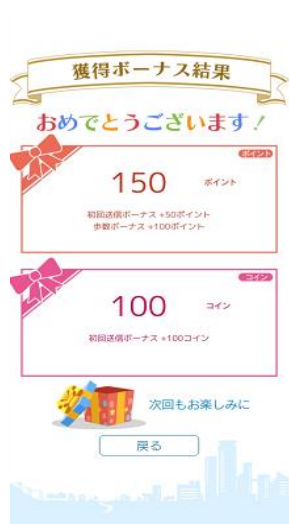 獲得ボーナス結果
おめでとうございます!
ポイント
150 ポイント
初回送信ボーナス +50ポイント
歩数ボーナス +100ポイント
コイン
100 コイン
初回送信ボーナス +100コイン
次回もお楽しみに
戻る